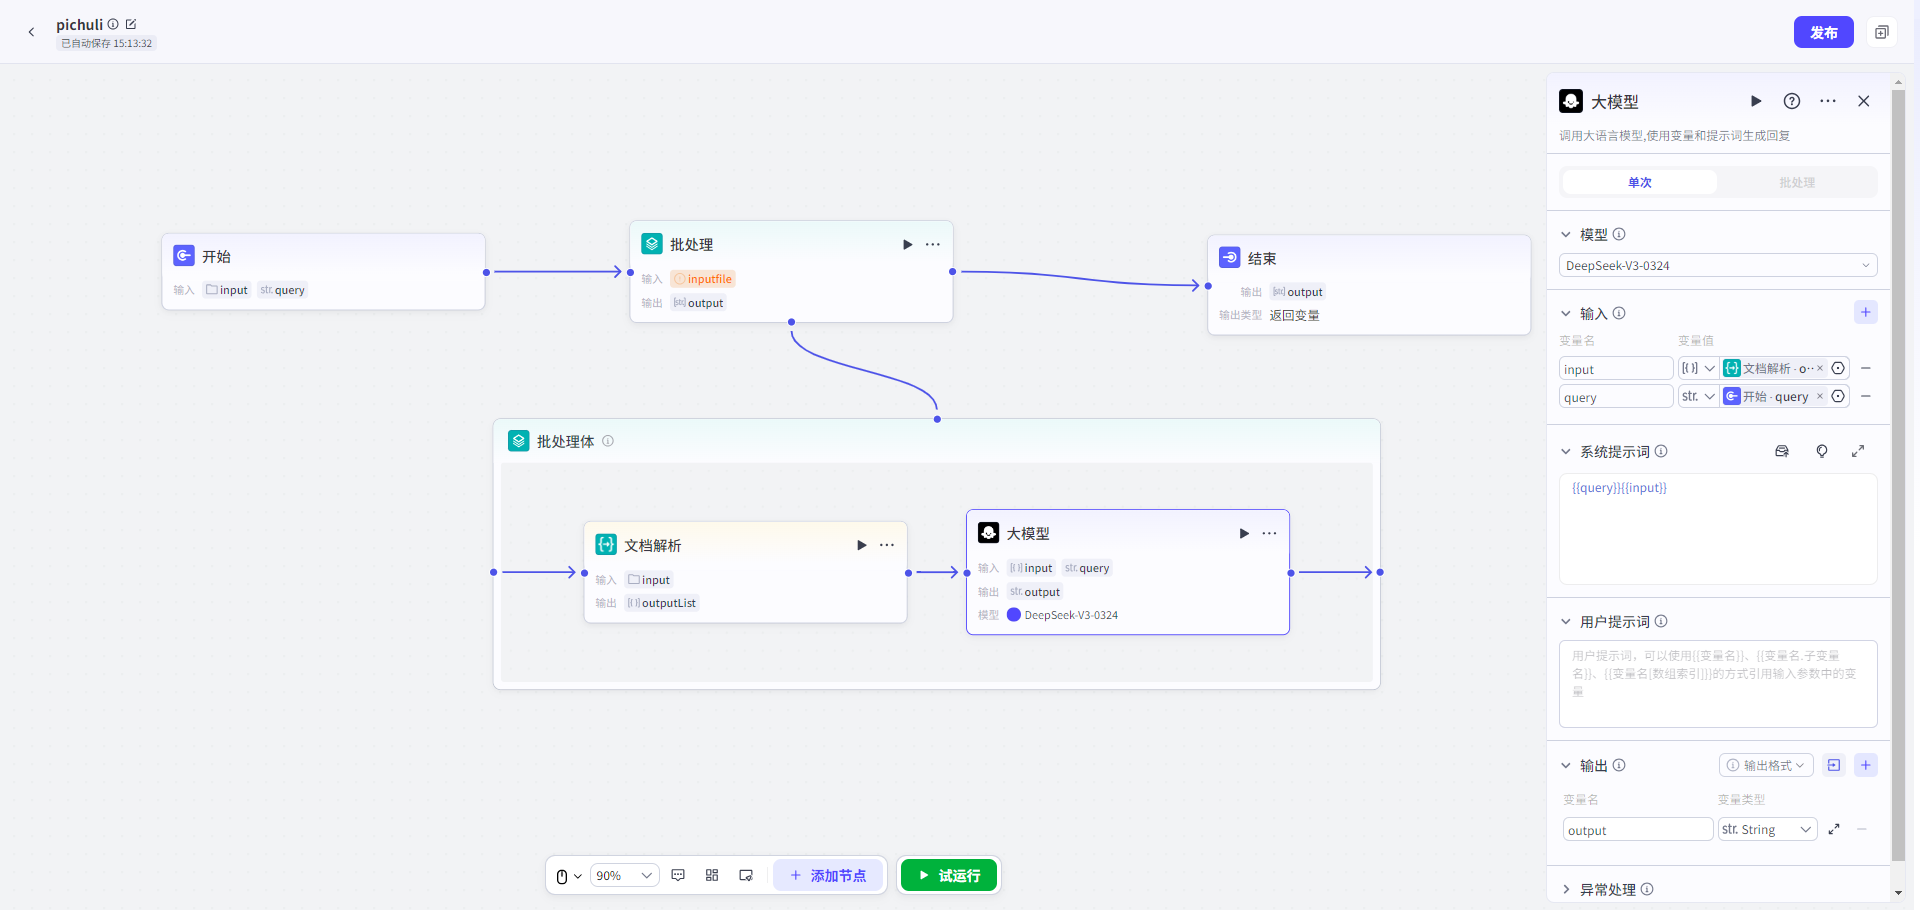 pichuli
已自动保存 15:13:32
发布
开始
输入 input str. query
批处理
输入 inputfile
输出 output
结束
输出 output
输出类型 返回变量
批处理体
文档解析
输入 input
输出 outputList
大模型
输入 input str. query
输出 str. output
模型 DeepSeek-V3-0324
90%
添加节点
试运行
大模型
调用大语言模型,使用变量和提示词生成回复
单次 批处理
模型
DeepSeek-V3-0324
输入
变量名 变量值
input 文档解析 - o··
query str. 开始 - query
系统提示词
{{query}}{{input}}
用户提示词
用户提示词，可以使用{{变量名}}、{{变量名.子变量
名}}、{{变量名[数组索引]}}的方式引用输入参数中的变
量
输出 输出格式
变量名 变量类型
output str. String
异常处理